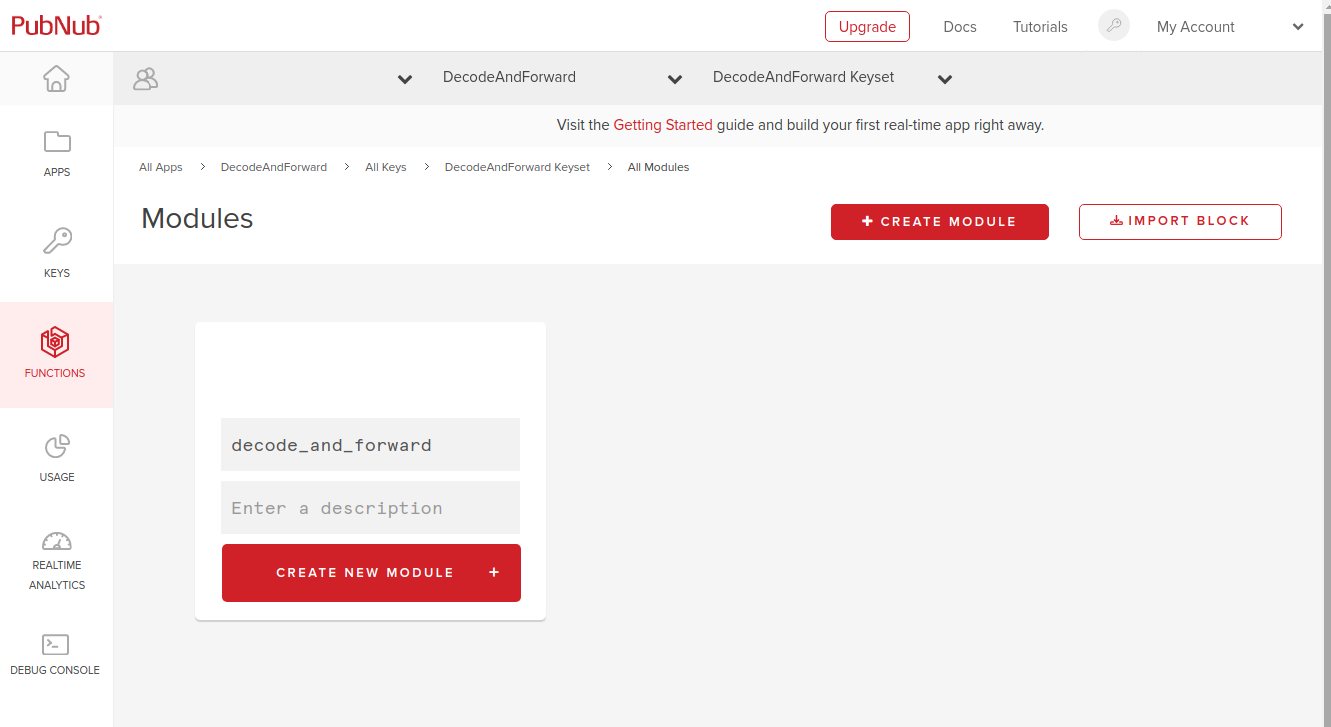 PubNub
Upgrade
Docs
Tutorials
My Account
DecodeAndForward
DecodeAndForward Keyset
Visit the Getting Started guide and build your first real-time app right away.
All Apps > DecodeAndForward > All Keys > DecodeAndForward Keyset > All Modules
Modules
+ CREATE MODULE
IMPORT BLOCK
APPS
KEYS
FUNCTIONS
USAGE
REALTIME
ANALYTICS
DEBUG CONSOLE
decode_and_forward
Enter a description
CREATE NEW MODULE +